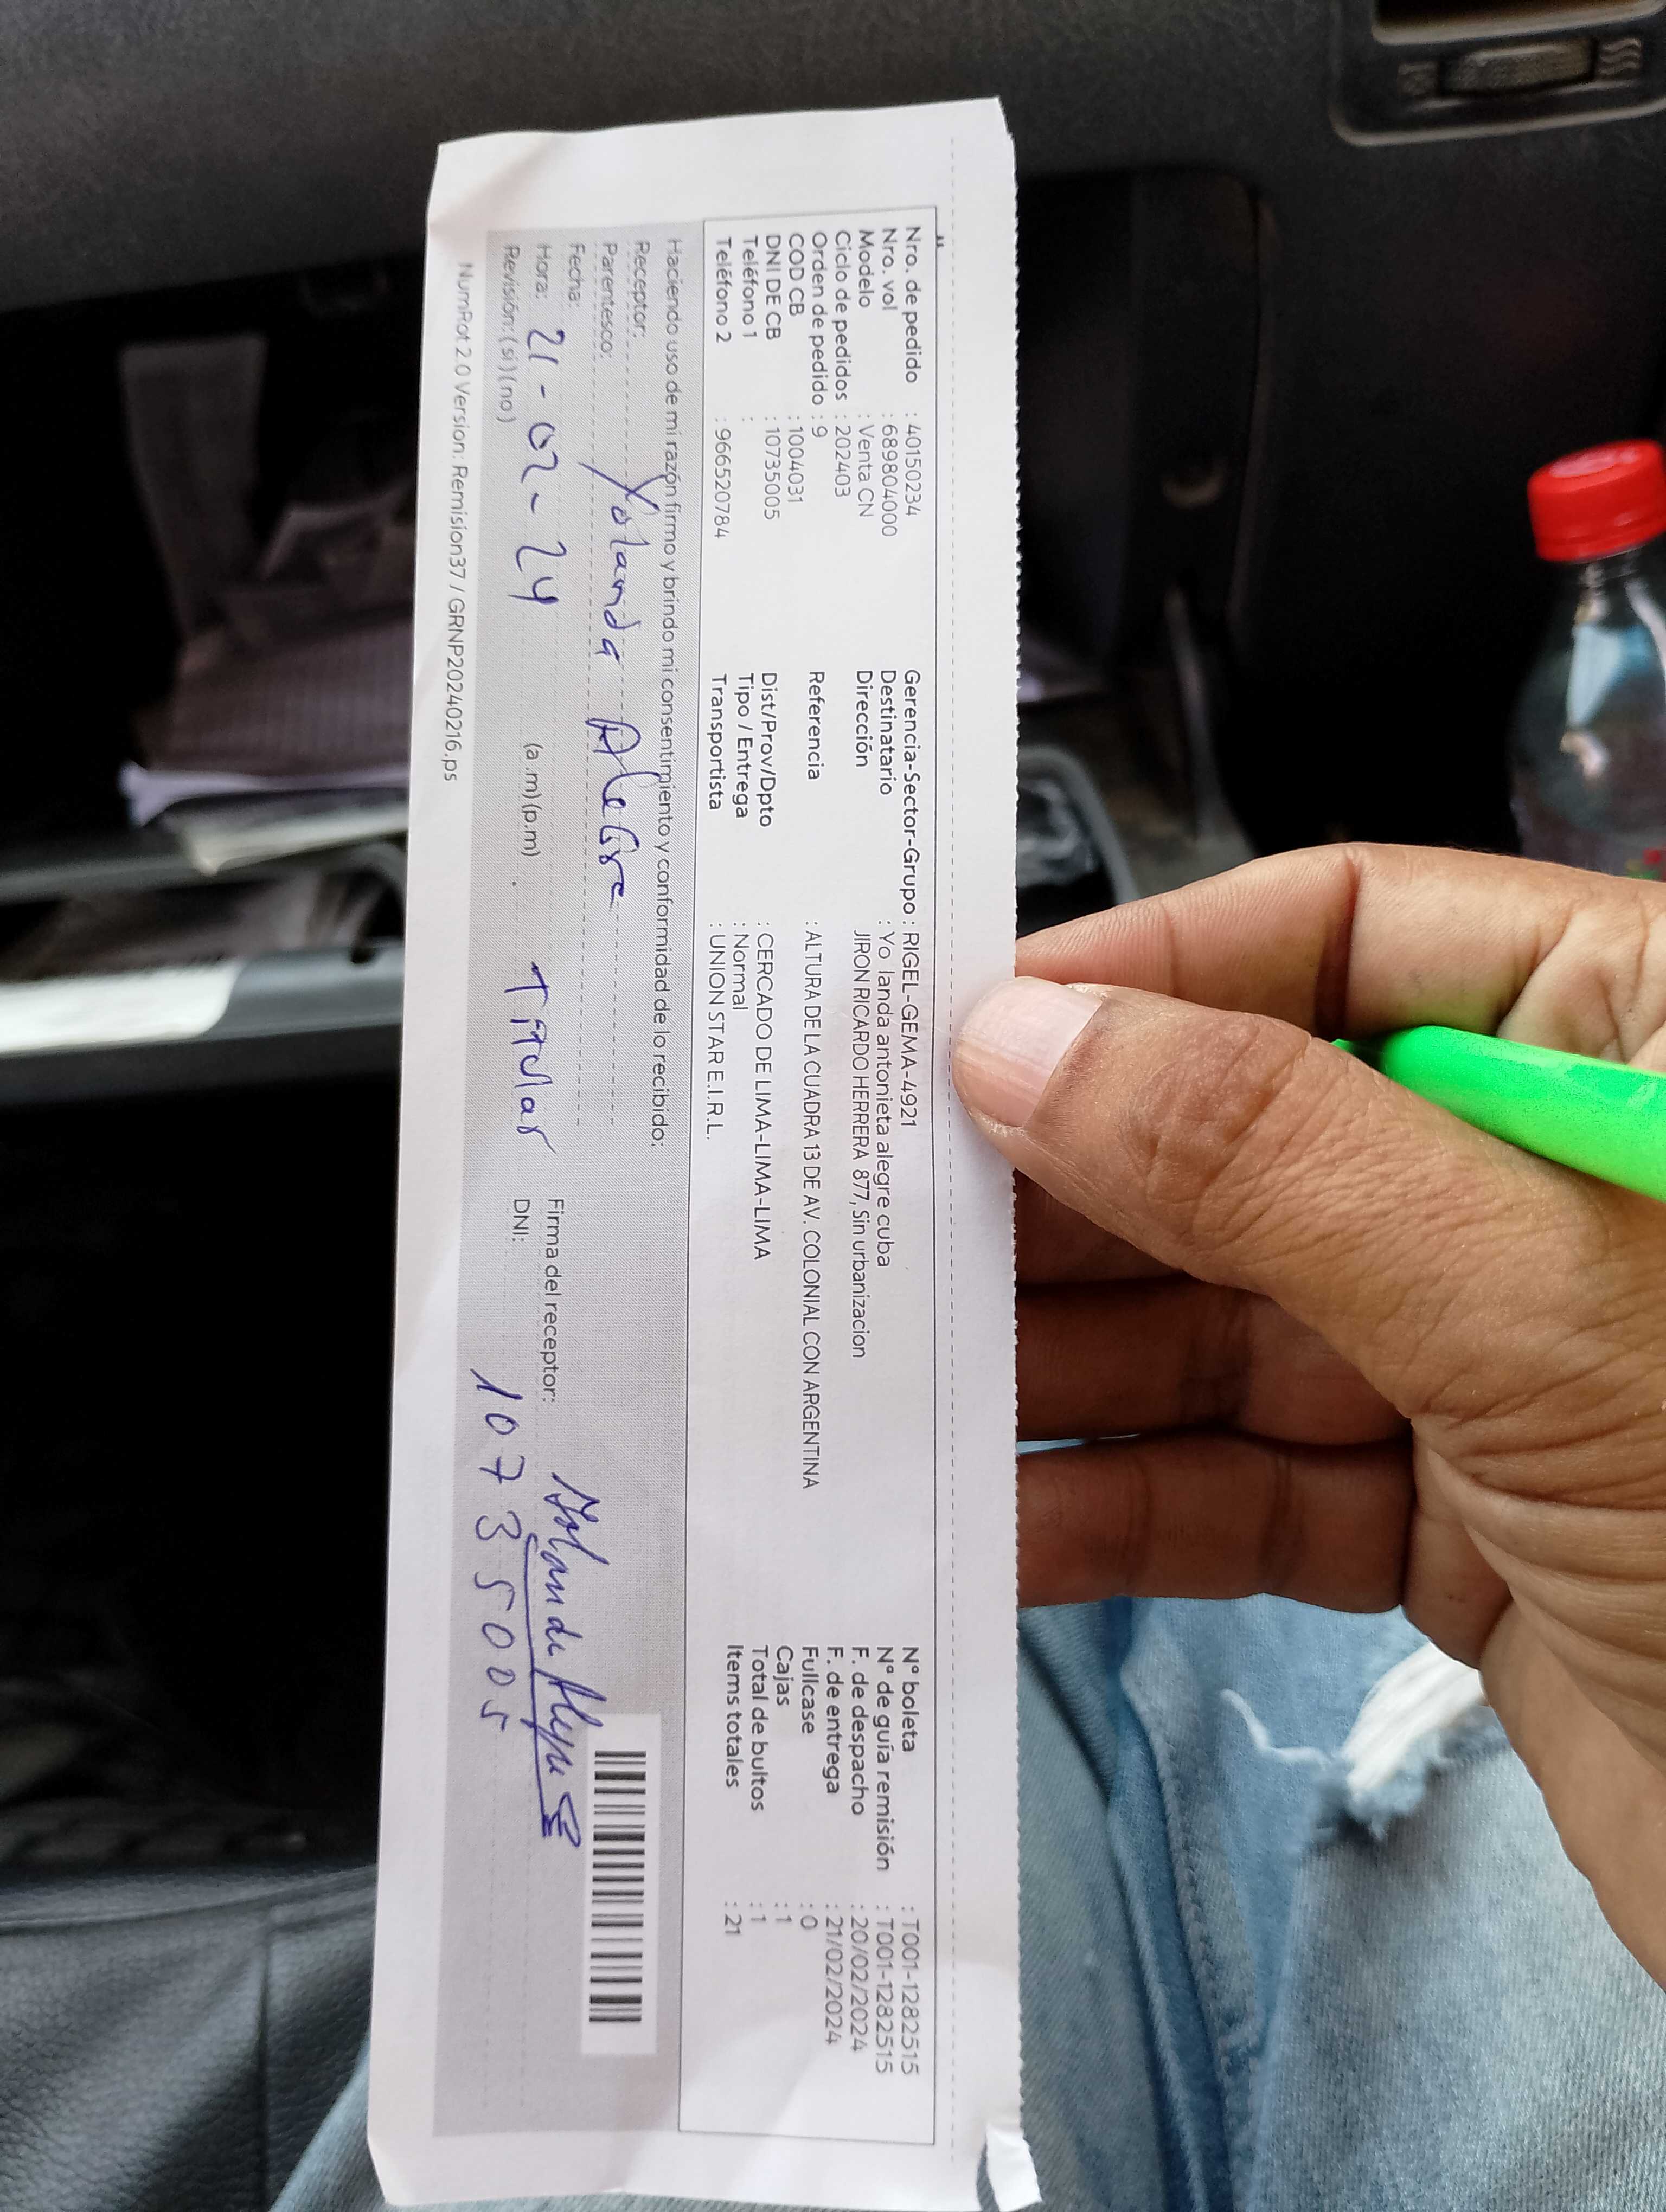 Nro. de pedido : 40150234 Gerencia-Sector-Grupo : RIGEL-GEMA-4921 N° boleta : T001-1282515
Nro. vol : 689804000 Destinatario : Yo landa antonieta alegre cuba N° de guía remisión : T001-1282515
Modelo : Venta CN Dirección JIRON RICARDO HERRERA 877, Sin urbanizacion F. de despacho : 20/02/2024
Ciclo de pedidos : 202403 F. de entrega : 21/02/2024
Orden de pedido : 9 Referencia : ALTURA DE LA CUADRA 13 DE AV. COLONIAL CON ARGENTINA Fullcase : 0
COD CB : 1004031 Cajas : 1
DNI DE CB : 10735005 Dist/Prov/Dpto : CERCADO DE LIMA-LIMA-LIMA Total de bultos : 1
Teléfono 1 : Tipo / Entrega : Normal Items totales : 21
Teléfono 2 : 966520784 Transportista : UNION STAR E.I.R.L.
Haciendo uso de mi razón firmo y brindo mi consentimiento y conformidad de lo recibido:
Receptor: Yolanda Alegre
Parentesco:
Fecha:
Hora: 21-02-24 (a.m)(p.m) Titular Firma del receptor: Yolanda Alegre
Revisión: (si)(no) DNI: 10735005
NumRot 2.0 Version: Remision37 / GRNP20240216.ps